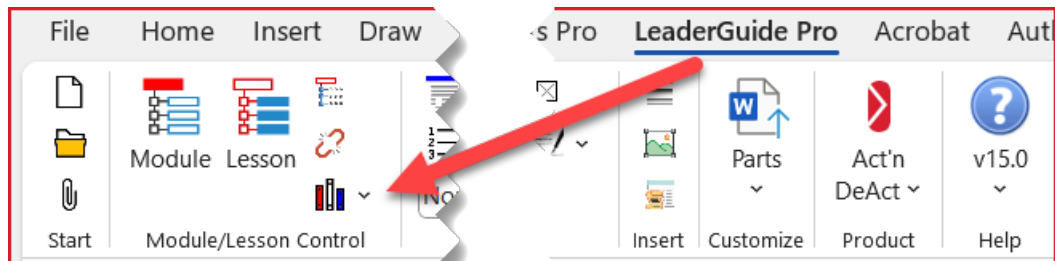 File Home Insert Draw s Pro LeaderGuide Pro Acrobat Aut
Module Lesson Parts Act'n v15.0
DeAct
No
Start Module/Lesson Control Insert Customize Product Help